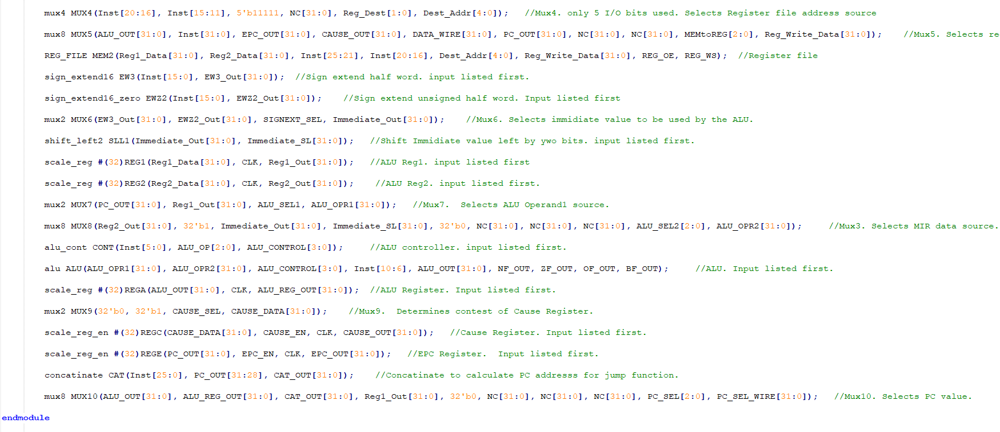 mux4 MUX4(Inst[20:16], Inst[15:11], 5'b11111, NC[31:0], Reg_Dest[1:0], Dest_Addr[4:0]);   //Mux4. only 5 I/O bits used. Selects Register file address source
mux8 MUX5(ALU_OUT[31:0], Inst[31:0], EPC_OUT[31:0], CAUSE_OUT[31:0], DATA_WIRE[31:0], PC_OUT[31:0], NC[31:0], NC[31:0], MEMtoREG[2:0], Reg_Write_Data[31:0]);    //Mux5. Selects re
REG_FILE MEM2(Reg1_Data[31:0], Reg2_Data[31:0], Inst[25:21], Inst[20:16], Dest_Addr[4:0], Reg_Write_Data[31:0], REG_OE, REG_WS);  //Register file
sign_extend16 EW3(Inst[15:0], EW3_Out[31:0]);  //Sign extend half word. input listed first.
sign_extend16_zero EWZ2(Inst[15:0], EWZ2_Out[31:0]);    //Sign extend unsigned half word. Input listed first
mux2 MUX6(EW3_Out[31:0], EWZ2_Out[31:0], SIGNEXT_SEL, Immediate_Out[31:0]);    //Mux6. Selects immidiate value to be used by the ALU.
shift_left2 SLL1(Immediate_Out[31:0], Immediate_SL[31:0]);   //Shift Immidiate value left by ywo bits. input listed first.
scale_reg #(32)REG1(Reg1_Data[31:0], CLK, Reg1_Out[31:0]);   //ALU Reg1. input listed first
scale_reg #(32)REG2(Reg2_Data[31:0], CLK, Reg2_Out[31:0]);    //ALU Reg2. input listed first.
mux2 MUX7(PC_OUT[31:0], Reg1_Out[31:0], ALU_SEL1, ALU_OPR1[31:0]);   //Mux7.  Selects ALU Operand1 source.
mux8 MUX8(Reg2_Out[31:0], 32'b1, Immediate_Out[31:0], Immediate_SL[31:0], 32'b0, NC[31:0], NC[31:0], NC[31:0], ALU_SEL2[2:0], ALU_OPR2[31:0]);     //Mux3. Selects MIR data source.
alu_cont CONT(Inst[5:0], ALU_OP[2:0], ALU_CONTROL[3:0]);     //ALU controller. input listed first.
alu ALU(ALU_OPR1[31:0], ALU_OPR2[31:0], ALU_CONTROL[3:0], Inst[10:6], ALU_OUT[31:0], NF_OUT, ZF_OUT, OF_OUT, BF_OUT);     //ALU. Input listed first.
scale_reg #(32)REGA(ALU_OUT[31:0], CLK, ALU_REG_OUT[31:0]);  //ALU Register. Input listed first.
mux2 MUX9(32'b0, 32'b1, CAUSE_SEL, CAUSE_DATA[31:0]);    //Mux9.  Determines contest of Cause Register.
scale_reg_en #(32)REGC(CAUSE_DATA[31:0], CAUSE_EN, CLK, CAUSE_OUT[31:0]);   //Cause Register. Input listed first.
scale_reg_en #(32)REGE(PC_OUT[31:0], EPC_EN, CLK, EPC_OUT[31:0]);   //EPC Register.  Input listed first.
concatinate CAT(Inst[25:0], PC_OUT[31:28], CAT_OUT[31:0]);    //Concatinate to calculate PC addresss for jump function.
mux8 MUX10(ALU_OUT[31:0], ALU_REG_OUT[31:0], CAT_OUT[31:0], Reg1_Out[31:0], 32'b0, NC[31:0], NC[31:0], NC[31:0], PC_SEL[2:0], PC_SEL_WIRE[31:0]);   //Mux10. Selects PC value.
endmodule